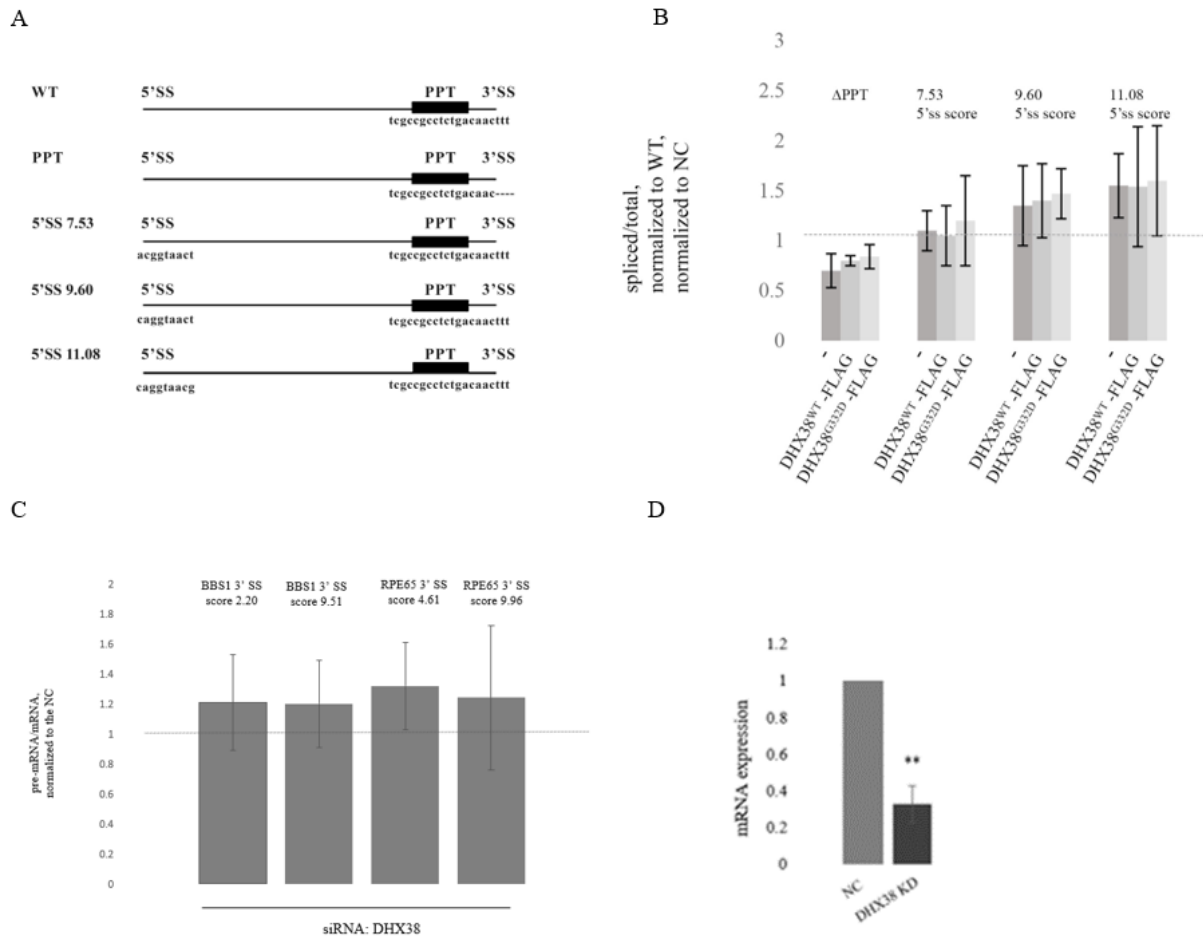 A
WT
5'SS
PPT
3'SS
tcgccgcctctgacaacttt
PPT
5'SS
PPT
3'SS
tcgccgcctctgacaac----
5'SS 7.53
5'SS
PPT
3'SS
acggtaact
tcgccgcctctgacaacttt
5'SS 9.60
5'SS
PPT
3'SS
caggtaact
tcgccgcctctgacaacttt
5'SS 11.08
5'SS
PPT
3'SS
caggtaacg
tcgccgcctctgacaacttt
B
spliced/total,
normalized to WT,
normalized to NC
3
2.5
2
1.5
1
0.5
0
ΔPPT
7.53
5'ss score
9.60
5'ss score
11.08
5'ss score
-
DHX38WT -FLAG
DHX38G332D -FLAG
-
DHX38WT -FLAG
DHX38G332D -FLAG
-
DHX38WT -FLAG
DHX38G332D -FLAG
-
DHX38WT -FLAG
DHX38G332D -FLAG
C
pre-mRNA/mRNA,
normalized to the NC
2
1.8
1.6
1.4
1.2
1
0.8
0.6
0.4
0.2
0
BBS1 3' SS
score 2.20
BBS1 3' SS
score 9.51
RPE65 3' SS
score 4.61
RPE65 3' SS
score 9.96
siRNA: DHX38
D
mRNA expression
1.2
1
0.8
0.6
0.4
0.2
0
**
NC
DHX38 KD